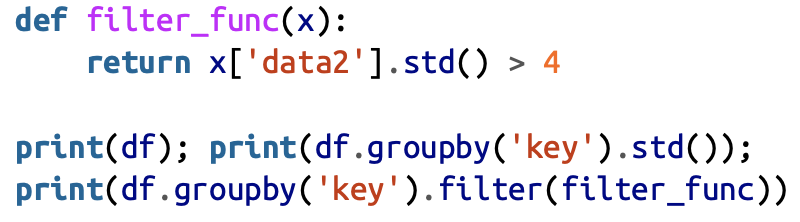 def filter_func(x):
    return x['data2'].std() > 4

print(df); print(df.groupby('key').std());
print(df.groupby('key').filter(filter_func))